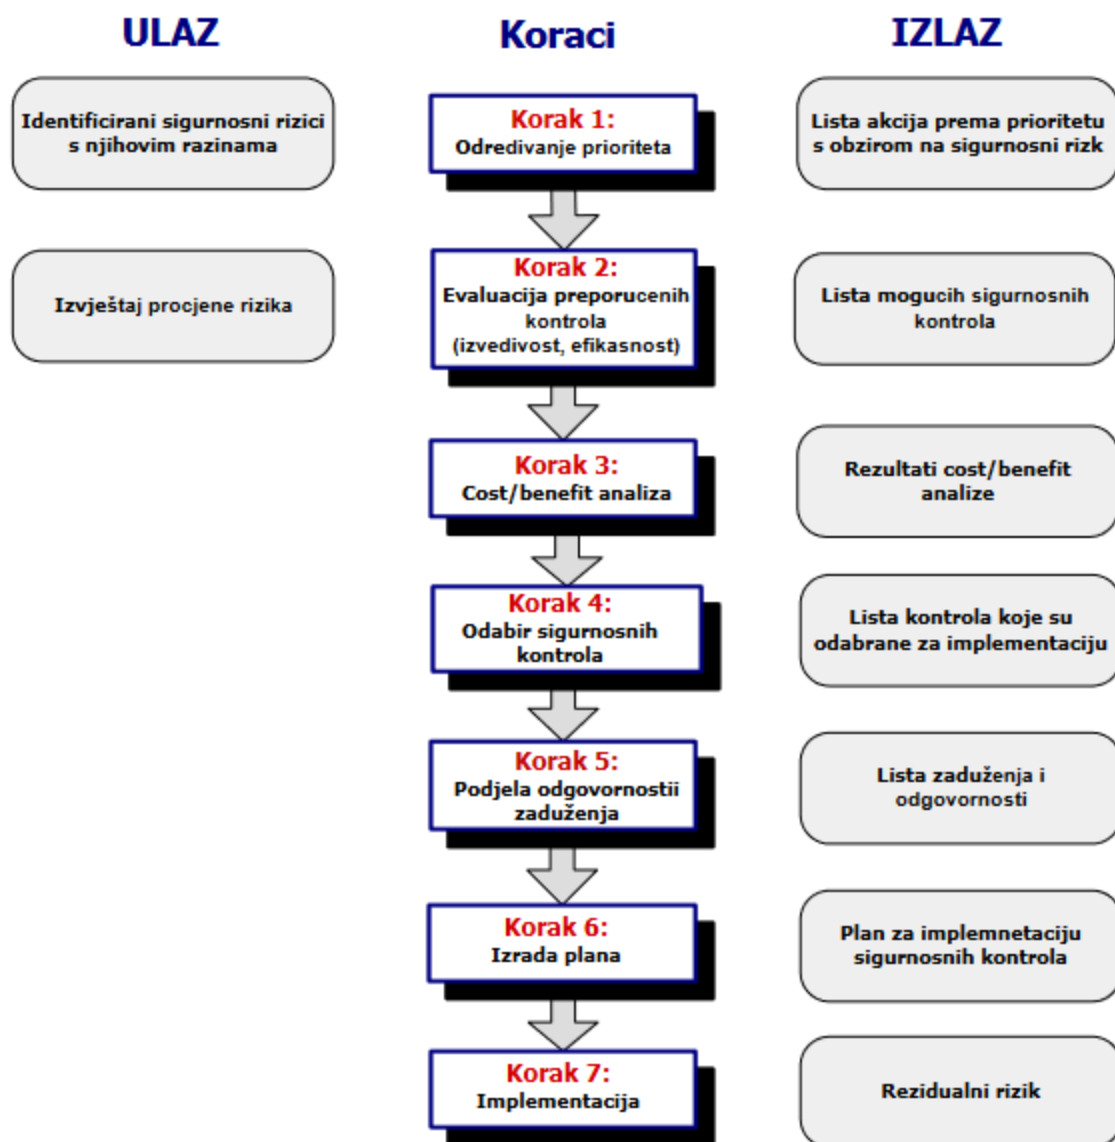 ULAZ
Koraci
IZLAZ
Identificirani sigurnosni rizici
s njihovim razinama
Korak 1:
Odredivanje prioriteta
Lista akcija prema prioritetu
s obzirom na sigurnosni rizk
Izvještaj procjene rizika
Korak 2:
Evaluacija preporucenih
kontrola
(izvedivost, efikasnost)
Lista mogucih sigurnosnih
kontrola
Korak 3:
Cost/benefit analiza
Rezultati cost/benefit
analize
Korak 4:
Odabir sigurnosnih
kontrola
Lista kontrola koje su
odabrane za implementaciju
Korak 5:
Podjela odgovornostii
zaduženja
Lista zaduženja i
odgovornosti
Korak 6:
Izrada plana
Plan za implemnetaciju
sigurnosnih kontrola
Korak 7:
Implementacija
Rezidualni rizik